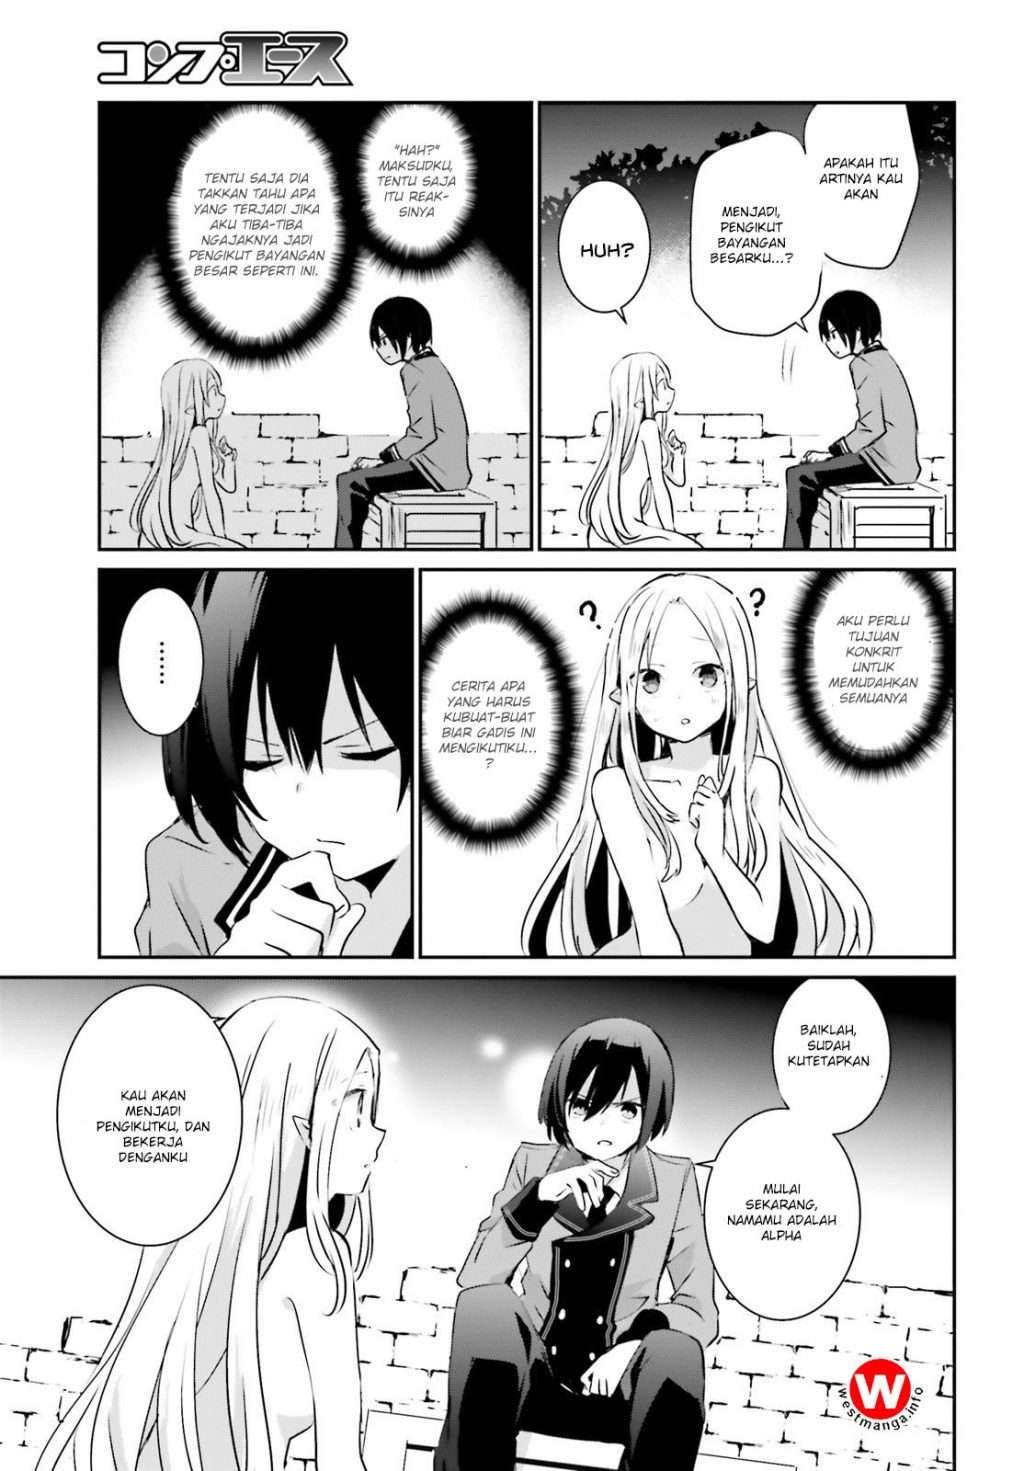 コンプエース
APAKAH ITU
ARTINYA KAU
AKAN
MENJADI,
PENGIKUT
BAYANGAN
BESARKU...?
HUH?
"HAH?"
MAKSUDKU,
TENTU SAJA
ITU REAK-
SINYA
TENTU SAJA DIA
TAKKAN TAHU APA
YANG TERJADI JIKA
AKU TIBA-TIBA
NGAJAKNYA JADI
PENGIKUT BAYANGAN
BESAR SEPERTI INI.
AKU PERLU
TUJUAN
KONKRIT
UNTUK
MEMUDAHKAN
SEMUANYA
? ?
CERITA APA
YANG HARUS
KUBUAT-BUAT
BIAR GADIS INI
MENGIKUTIKU...
?
......
BAIKLAH,
SUDAH
KUTETAPKAN
MULAI
SEKARANG,
NAMAMU ADALAH
ALPHA
KAU AKAN
MENJADI
PENGIKUTKU, DAN
BEKERJA
DENGANKU
W
westmanga.info